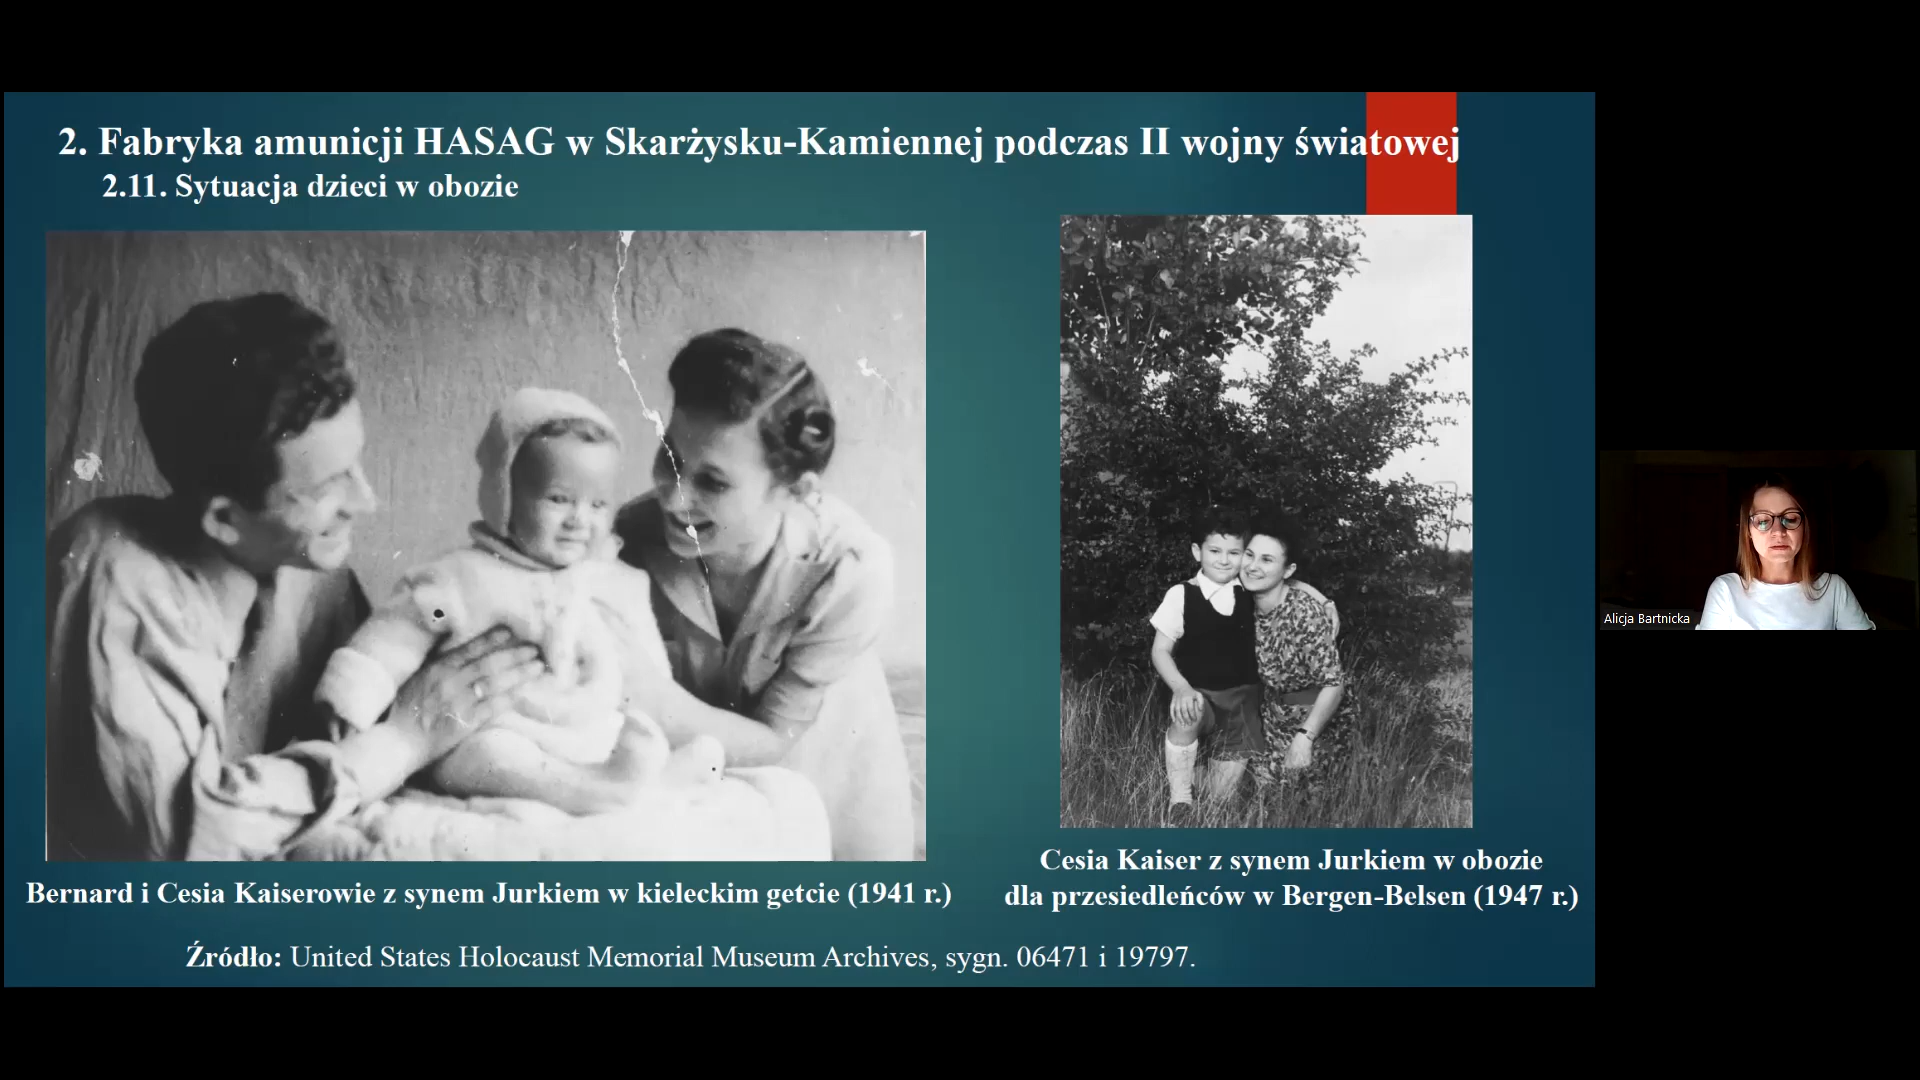 2. Fabryka amunicji HASAG w Skarżysku-Kamiennej podczas II wojny światowej
2.11. Sytuacja dzieci w obozie
Bernard i Cesia Kaiserowie z synem Jurkiem w kieleckim getcie (1941 r.)
Cesia Kaiser z synem Jurkiem w obozie
dla przesiedleńców w Bergen-Belsen (1947 r.)
Źródło: United States Holocaust Memorial Museum Archives, sygn. 06471 i 19797.
Alicja Bartnicka